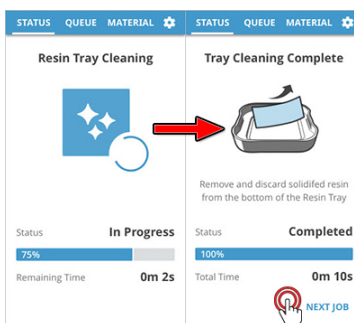 STATUS QUEUE MATERIAL
Resin Tray Cleaning
Status In Progress
75%
Remaining Time 0m 2s
STATUS QUEUE MATERIAL
Tray Cleaning Complete
Remove and discard solidifed resin
from the bottom of the Resin Tray
Status Completed
100%
Total Time 0m 10s
NEXT JOB